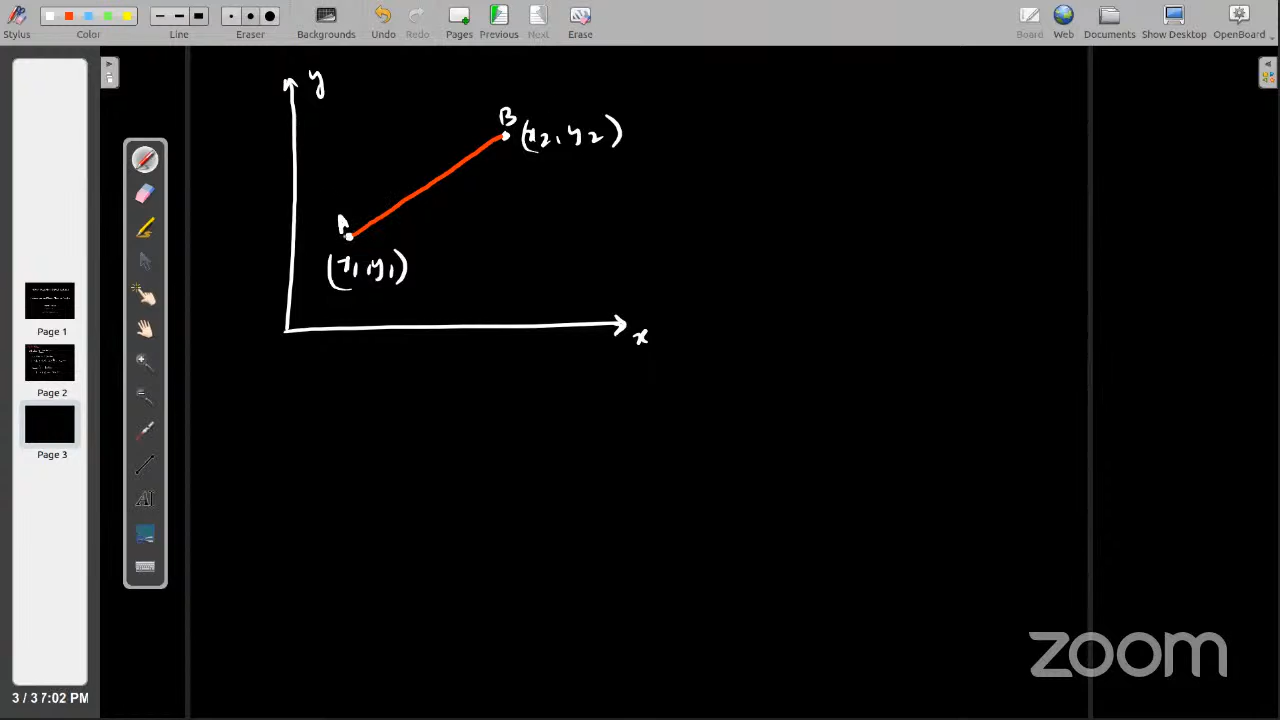 Stylus
Color
Line
Eraser
Backgrounds
Undo
Redo
Pages
Previous
Next
Erase
Board
Web
Documents
Show Desktop
OpenBoard
y
B
(x2, y2)
A
(x1, y1)
x
Page 1
Page 2
Page 3
3 / 3 7:02 PM
zoom